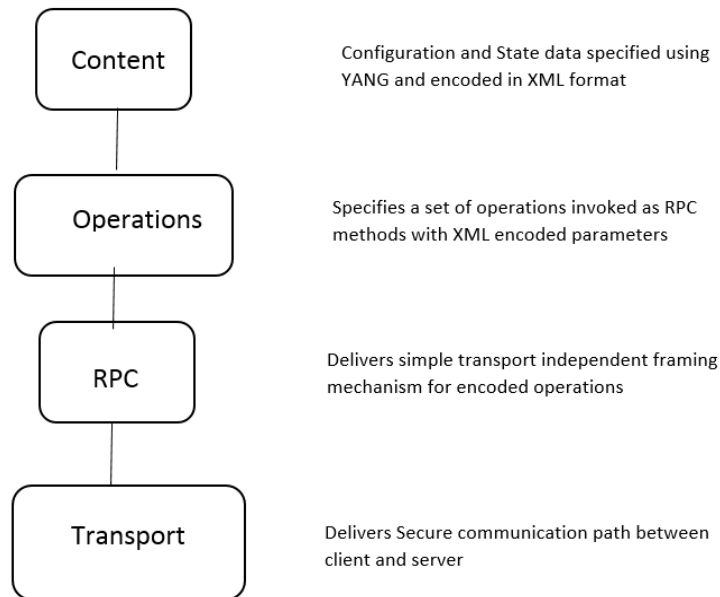 Content
Configuration and State data specified using
YANG and encoded in XML format
Operations
Specifies a set of operations invoked as RPC
methods with XML encoded parameters
RPC
Delivers simple transport independent framing
mechanism for encoded operations
Transport
Delivers Secure communication path between
client and server